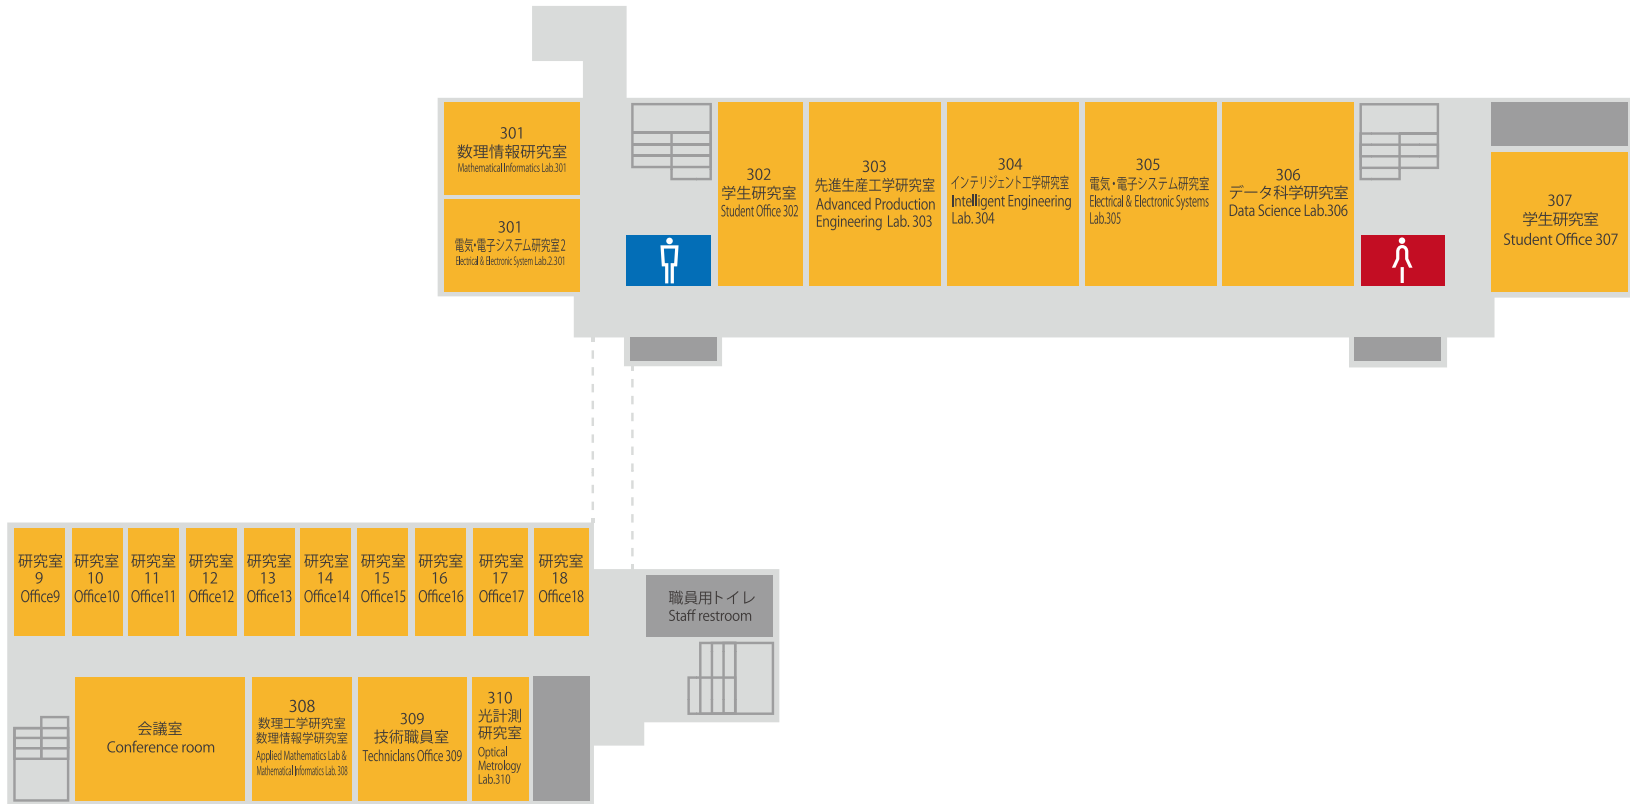 301
数理情報研究室
Mathematical Informatics Lab.301
301
電気・電子システム研究室2
Electrical & Electronic System Lab.2.301
302
学生研究室
Student Office 302
303
先進生産工学研究室
Advanced Production
Engineering Lab. 303
304
インテリジェント工学研究室
Intelligent Engineering
Lab.304
305
電気・電子システム研究室
Electrical & Electronic Systems
Lab.305
306
データ科学研究室
Data Science Lab.306
307
学生研究室
Student Office 307
研究室
9
Office9
研究室
10
Office10
研究室
11
Office11
研究室
12
Office12
研究室
13
Office13
研究室
14
Office14
研究室
15
Office15
研究室
16
Office16
研究室
17
Office17
研究室
18
Office18
職員用トイレ
Staff restroom
会議室
Conference room
308
数理工学研究室
数理情報学研究室
Applied Mathematics Lab &
Mathematical Informatics Lab. 308
309
技術職員室
Technicians Office 309
310
光計測
研究室
Optical
Metrology
Lab.310